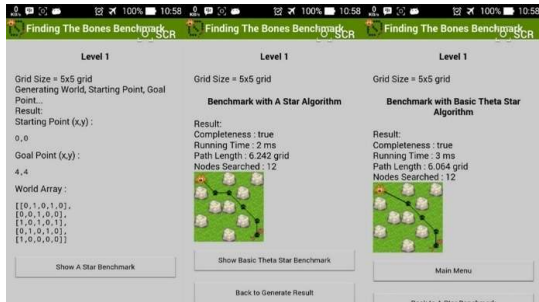 100% 10:58
Finding The Bones Benchmark
Level 1
Grid Size = 5x5 grid
Generating World, Starting Point, Goal
Point...
Result:
Starting Point (x,y) :
0,0
Goal Point (x,y) :
4,4
World Array :
[[0,1,0,1,0],
[0,0,1,0,0],
[1,0,1,0,1],
[0,1,0,1,0],
[1,0,0,0,0]]
Show A Star Benchmark
100% 10:58
Finding The Bones Benchmark
Level 1
Grid Size = 5x5 grid
Benchmark with A Star Algorithm
Result:
Completeness : true
Running Time : 2 ms
Path Length : 6.242 grid
Nodes Searched : 12
Show Basic Theta Star Benchmark
Back to Generate Result
100% 10:58
Finding The Bones Benchmark
Level 1
Grid Size = 5x5 grid
Benchmark with Basic Theta Star
Algorithm
Result:
Completeness : true
Running Time : 3 ms
Path Length : 6.064 grid
Nodes Searched : 12
Main Menu